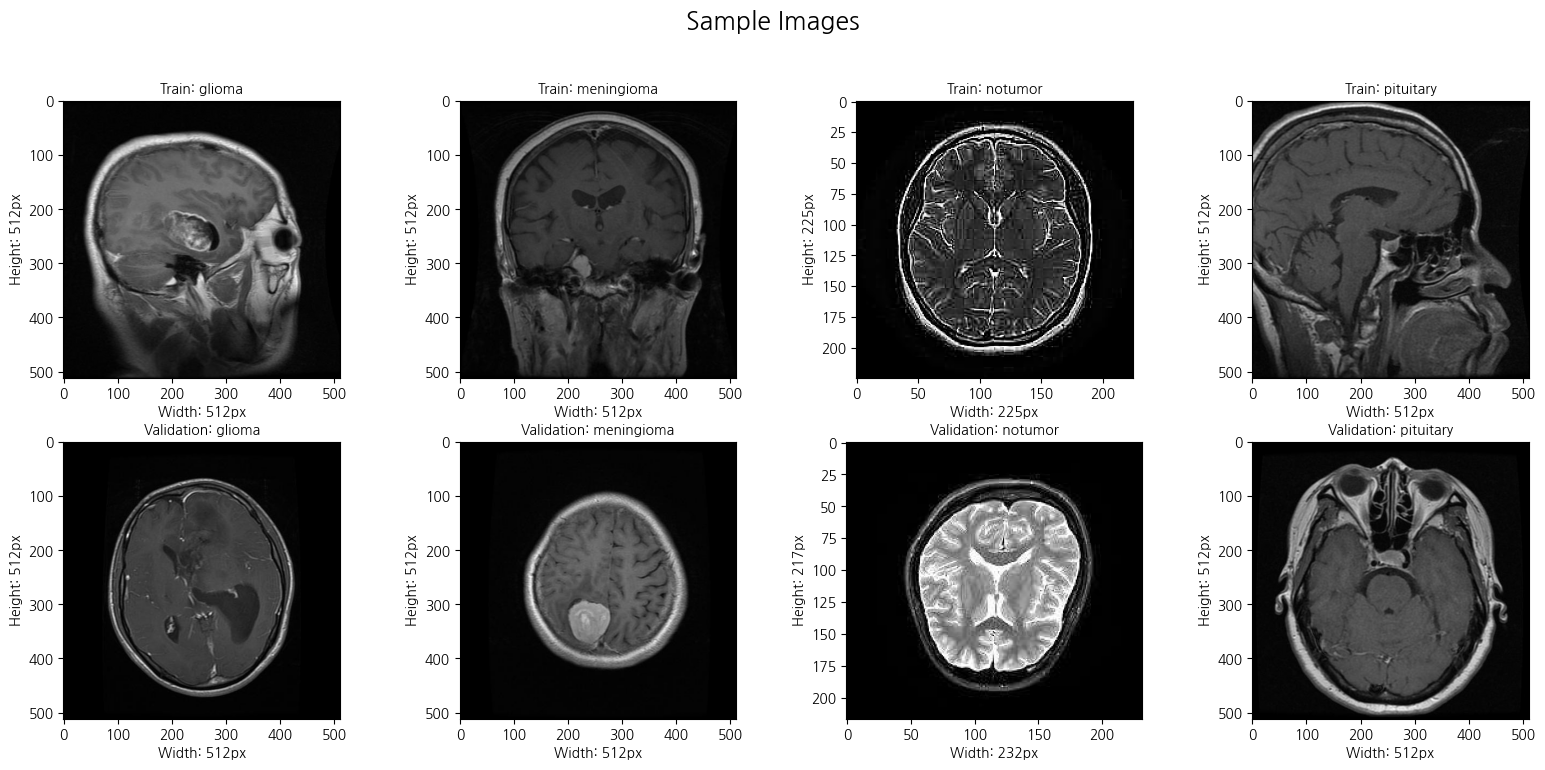 Sample Images
Train: glioma
Train: meningioma
Train: notumor
Train: pituitary
0
100
200
300
400
500
Height: 512px
0 100 200 300 400 500
Width: 512px
0
100
200
300
400
500
Height: 512px
0 100 200 300 400 500
Width: 512px
0
25
50
75
100
125
150
175
200
Height: 225px
0 50 100 150 200
Width: 225px
0
100
200
300
400
500
Height: 512px
0 100 200 300 400 500
Width: 512px
Validation: glioma
Validation: meningioma
Validation: notumor
Validation: pituitary
0
100
200
300
400
500
Height: 512px
0 100 200 300 400 500
Width: 512px
0
100
200
300
400
500
Height: 512px
0 100 200 300 400 500
Width: 512px
0
25
50
75
100
125
150
175
200
Height: 217px
0 50 100 150 200
Width: 232px
0
100
200
300
400
500
Height: 512px
0 100 200 300 400 500
Width: 512px